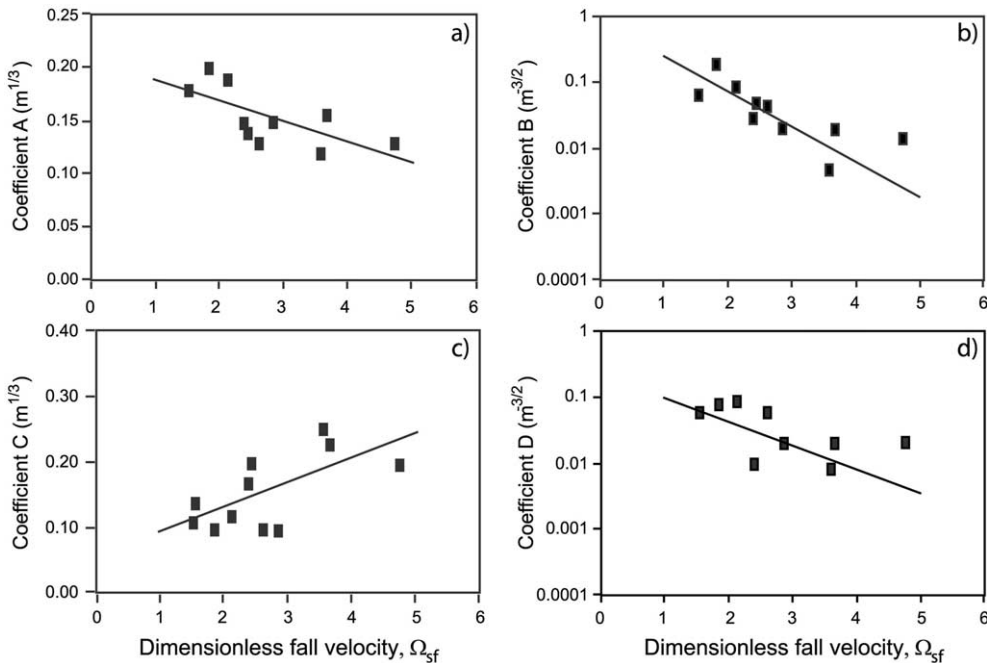 a)
Coefficient A (m^1/3)
0.25
0.20
0.15
0.10
0.05
0.00
0 1 2 3 4 5 6
b)
Coefficient B (m^-3/2)
1
0.1
0.01
0.001
0.0001
0 1 2 3 4 5 6
c)
Coefficient C (m^1/3)
0.40
0.30
0.20
0.10
0.00
0 1 2 3 4 5 6
Dimensionless fall velocity, Ω_sf
d)
Coefficient D (m^-3/2)
1
0.1
0.01
0.001
0.0001
0 1 2 3 4 5 6
Dimensionless fall velocity, Ω_sf